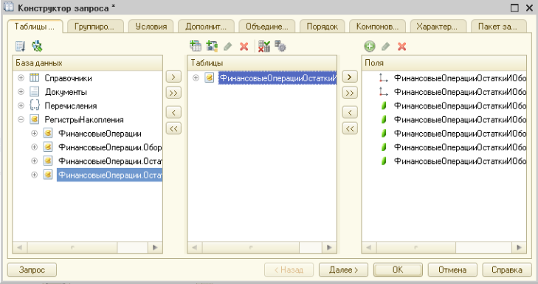 Конструктор запроса *
Таблицы ...
Группиро...
Условия
Дополнит...
Объедине...
Порядок
Компонов...
Характер...
Пакет за...
База данных
Таблицы
Поля
Справочники
Документы
Перечисления
РегистрыНакопления
ФинансовыеОперации
ФинансовыеОперации.Обор
ФинансовыеОперации.Оста
ФинансовыеОперации.Оста
ФинансовыеОперацииОстаткиИ
ФинансовыеОперацииОстаткиИОбо
ФинансовыеОперацииОстаткиИОбо
ФинансовыеОперацииОстаткиИОбо
ФинансовыеОперацииОстаткиИОбо
ФинансовыеОперацииОстаткиИОбо
ФинансовыеОперацииОстаткиИОбо
ФинансовыеОперацииОстаткиИОбо
Запрос
< Назад
Далее >
OK
Отмена
Справка